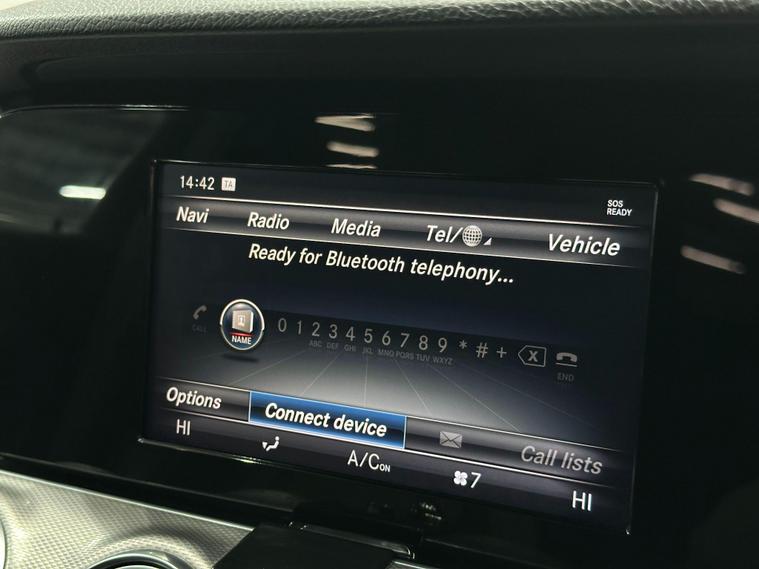 14:42 TA
SOS
READY
Navi Radio Media Tel/ Vehicle
Ready for Bluetooth telephony...
CALL NAME 0 1 2 3 4 5 6 7 8 9 * # + X END
ABC DEF GHI JKL MNO PQRS TUV WXYZ
Options Connect device Call lists
HI A/C ON 7 HI